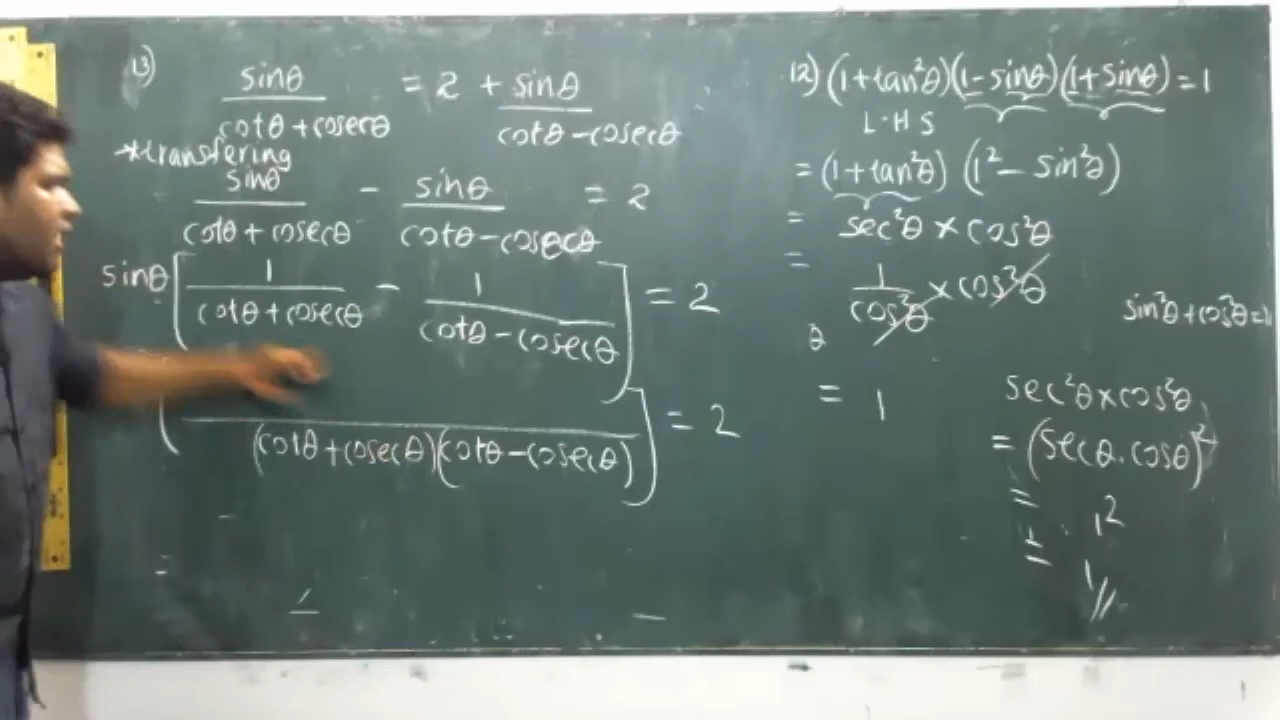 13) sinθ/(cotθ+cosecθ) = 2 + sinθ/(cotθ-cosecθ)
*transfering
sinθ/(cotθ+cosecθ) - sinθ/(cotθ-cosecθ) = 2
sinθ[1/(cotθ+cosecθ) - 1/(cotθ-cosecθ)] = 2
(cotθ+cosecθ)(cotθ-cosecθ) = 2
12) (1+tan²θ)(1-sinθ)(1+sinθ)=1
L.H.S
= (1+tan²θ) (1²-sin²θ)
= sec²θ × cos²θ
= 1/cos²θ × cos²θ
θ
= 1
sin²θ+cos²θ=1
sec²θ×cos²θ
= (secθ.cosθ)²
= 1²
= 1//